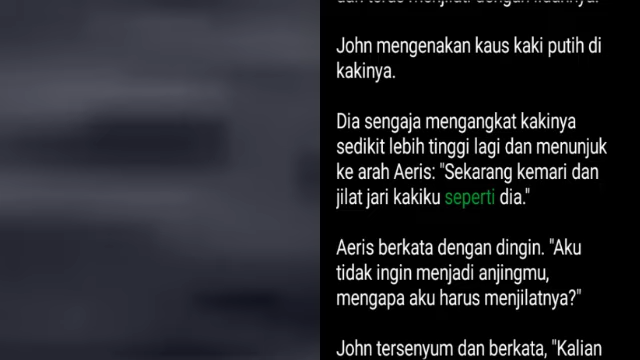 John mengenakan kaus kaki putih di
kakinya.
Dia sengaja mengangkat kakinya
sedikit lebih tinggi lagi dan menunjuk
ke arah Aeris: "Sekarang kemari dan
jilat jari kakiku seperti dia."
Aeris berkata dengan dingin. "Aku
tidak ingin menjadi anjingmu,
mengapa aku harus menjilatnya?"
John tersenyum dan berkata, "Kalian